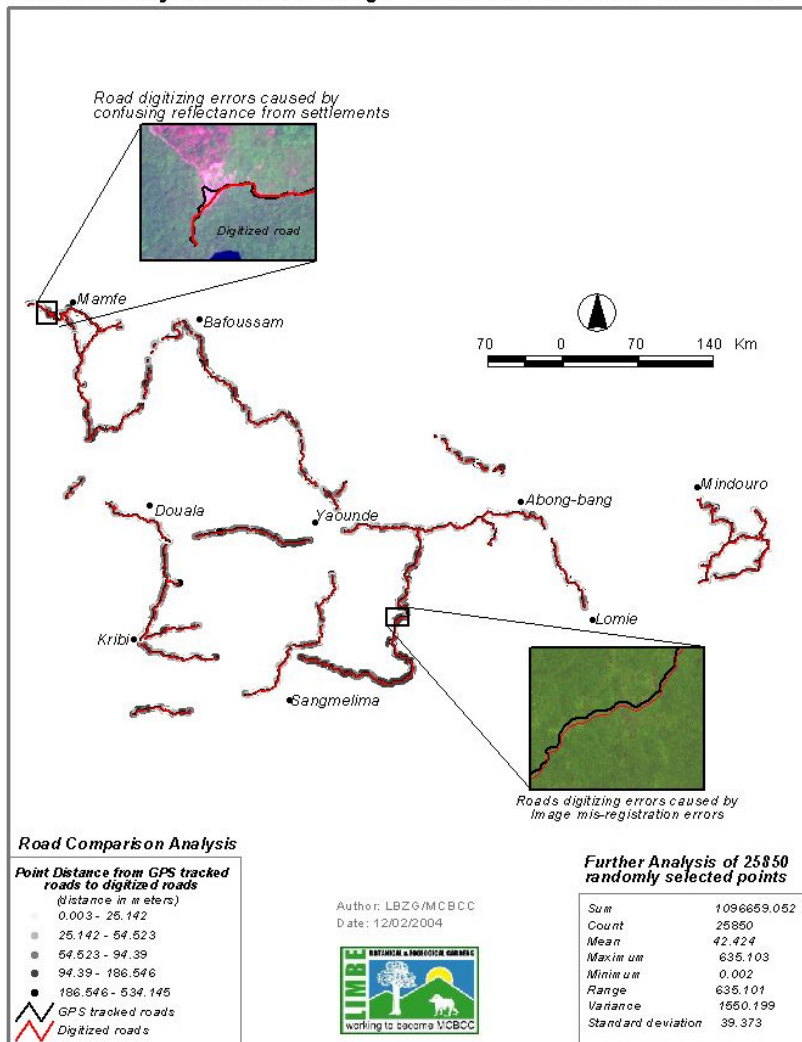 Road digitizing errors caused by
confusing reflectance from settlements
Digitized road
Mamfe
Bafoussam
70 0 70 140 Km
Mindouro
Abong-bang
Douala
Yaounde
Lomie
Kribi
Sangmelima
Roads digitizing errors caused by
Image mis-registration errors
Road Comparison Analysis
Point Distance from GPS tracked
roads to digitized roads
(distance in meters)
0.003 - 25.142
25.142 - 54.523
54.523 - 94.39
94.39 - 186.546
186.546 - 534.145
GPS tracked roads
Digitized roads
Author: LBZG/MCBCC
Date: 12/02/2004
LIMBE
BOTANICAL & ZOOLOGICAL GARDENS
working to become MCBCC
Further Analysis of 25850
randomly selected points
Sum 1096659.052
Count 25850
Mean 42.424
Maximum 635.103
Minimum 0.002
Range 635.101
Variance 1550.199
Standard deviation 39.373